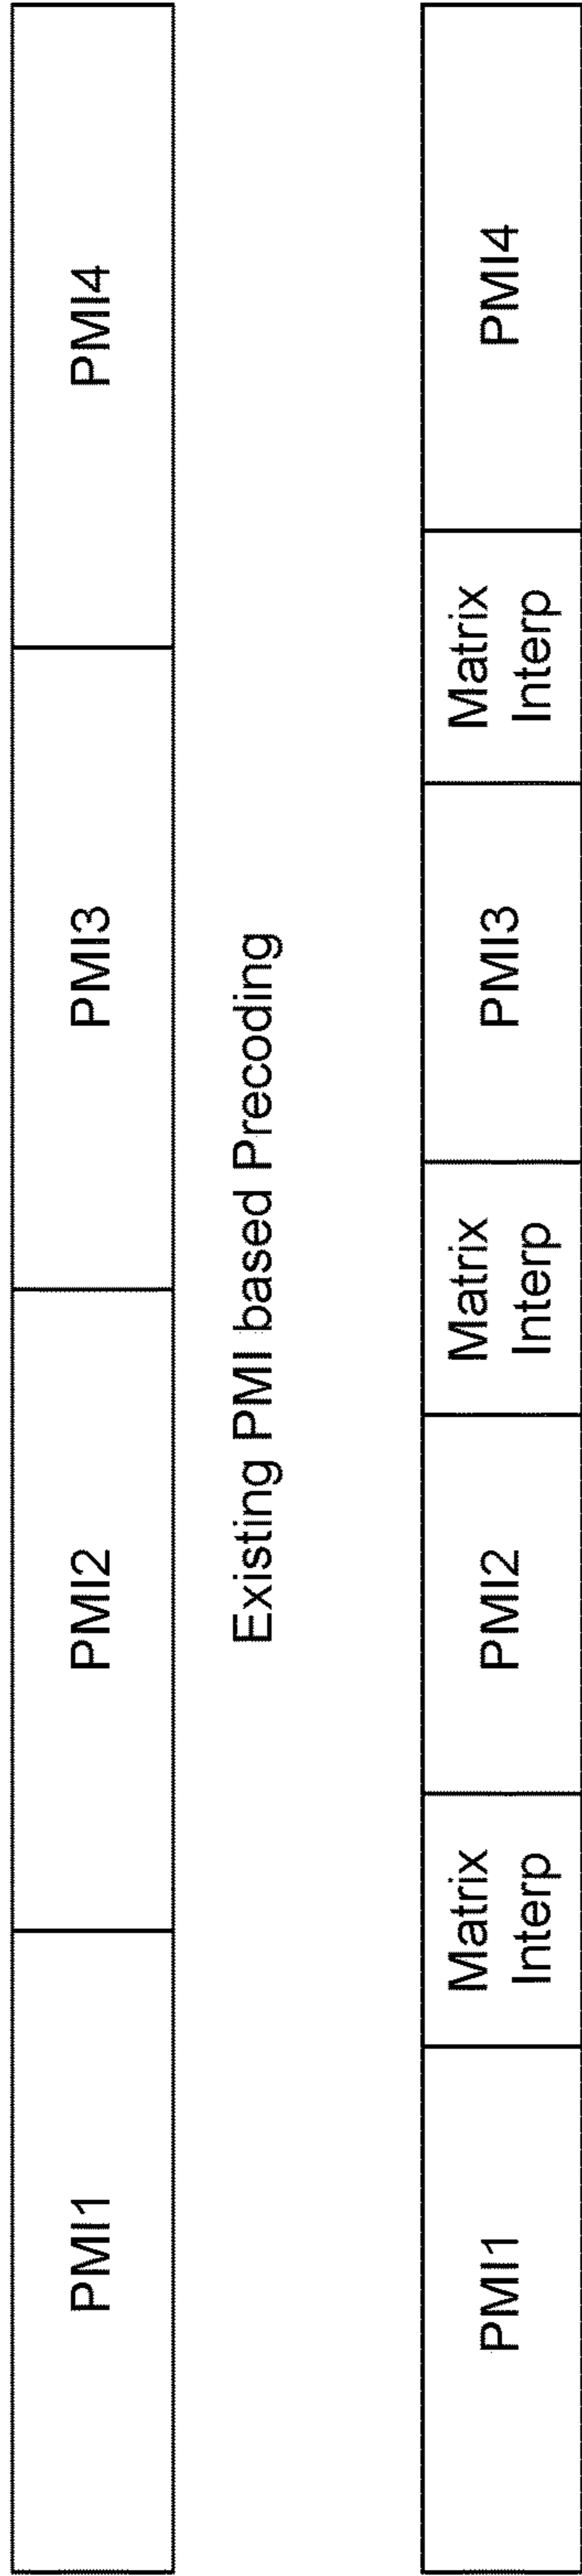 PMI1
PMI2
PMI3
PMI4
Existing PMI based Precoding
PMI1
Matrix
Interp
PMI2
Matrix
Interp
PMI3
Matrix
Interp
PMI4